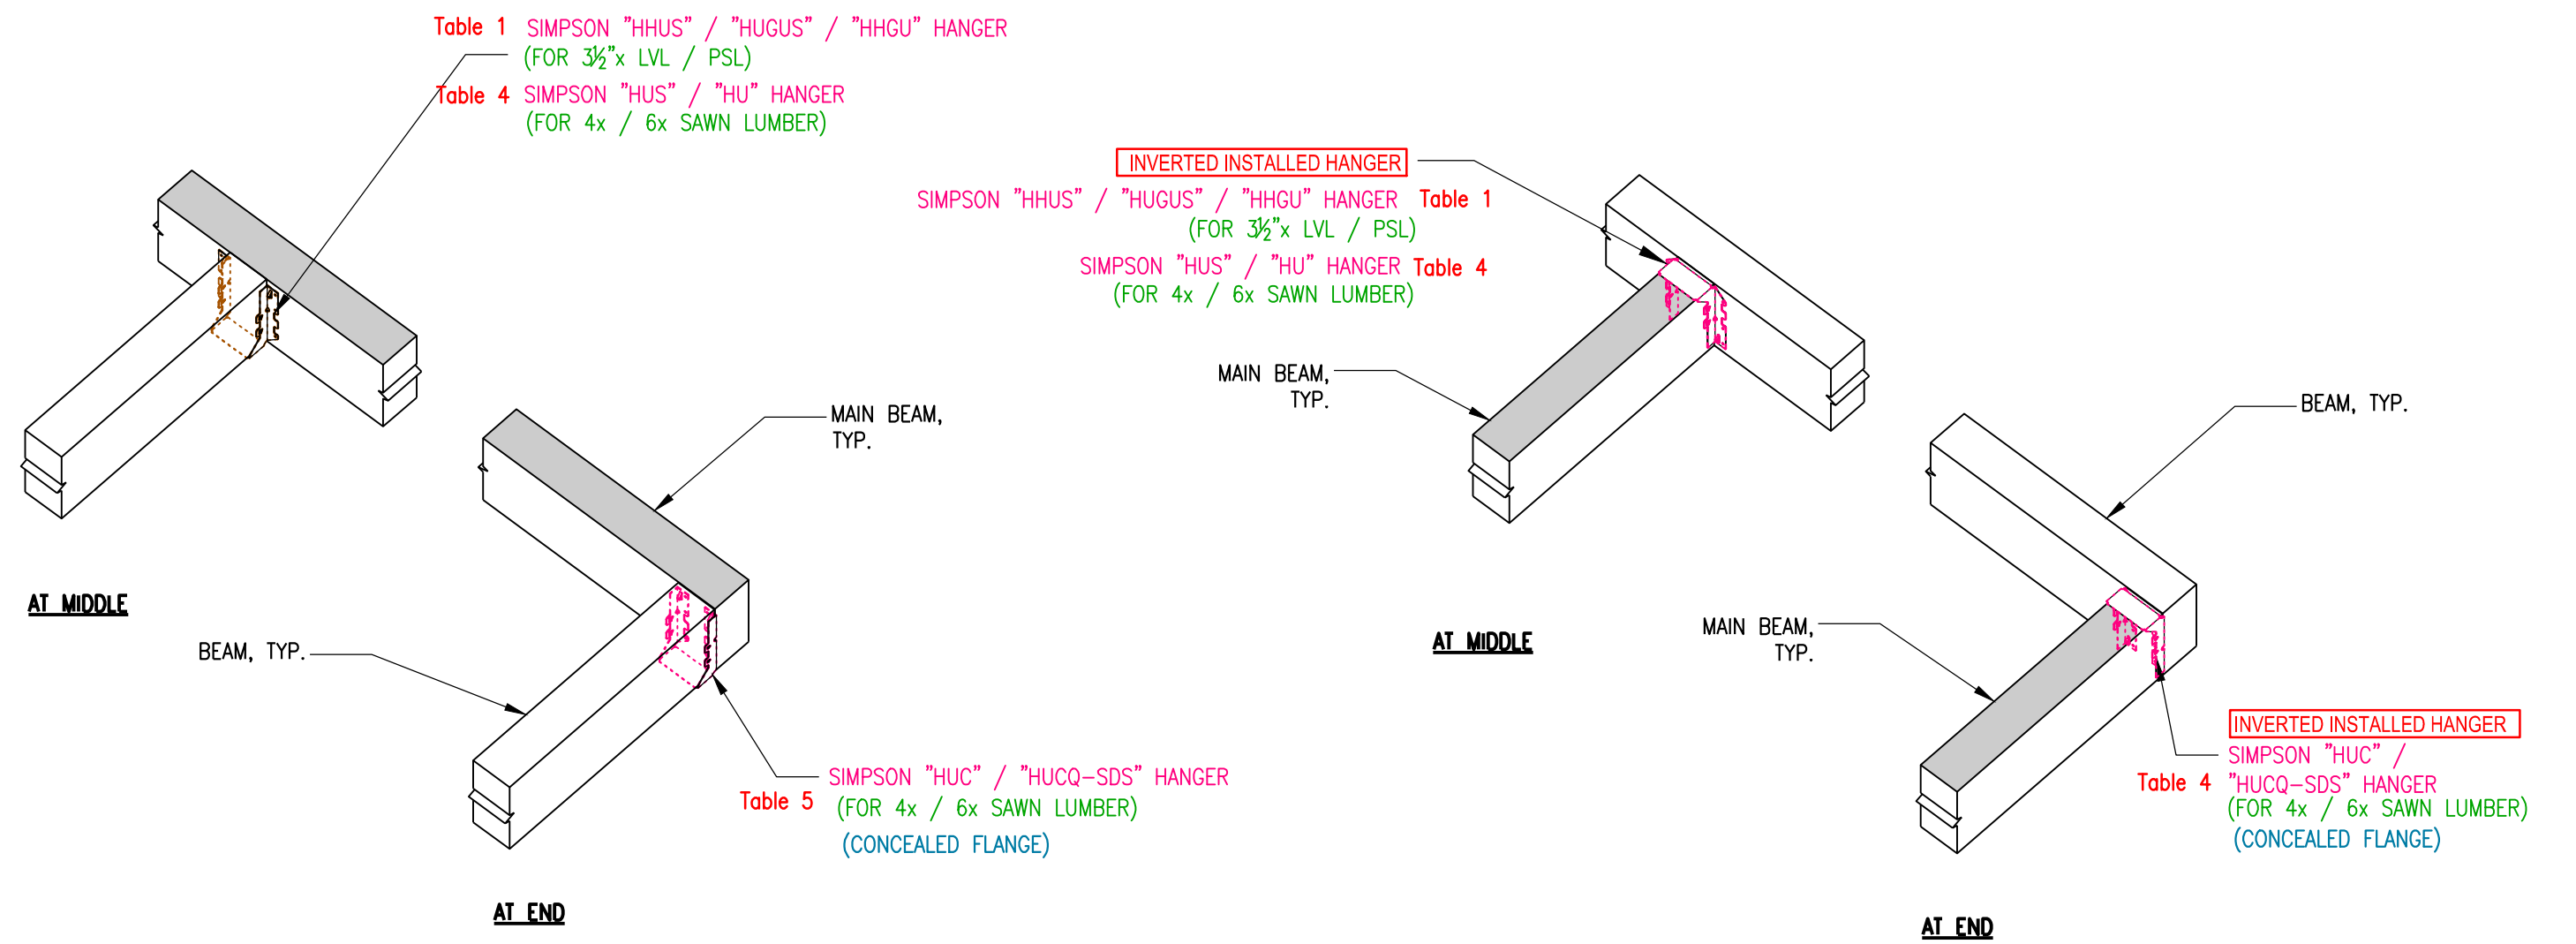 Table 1 SIMPSON "HHUS" / "HUGUS" / "HHGU" HANGER
(FOR 3½"x LVL / PSL)
Table 4 SIMPSON "HUS" / "HU" HANGER
(FOR 4x / 6x SAWN LUMBER)
AT MIDDLE
MAIN BEAM,
TYP.
BEAM, TYP.
SIMPSON "HUC" / "HUCQ-SDS" HANGER
Table 5 (FOR 4x / 6x SAWN LUMBER)
(CONCEALED FLANGE)
AT END
INVERTED INSTALLED HANGER
SIMPSON "HHUS" / "HUGUS" / "HHGU" HANGER Table 1
(FOR 3½"x LVL / PSL)
SIMPSON "HUS" / "HU" HANGER Table 4
(FOR 4x / 6x SAWN LUMBER)
MAIN BEAM,
TYP.
AT MIDDLE
BEAM, TYP.
MAIN BEAM,
TYP.
INVERTED INSTALLED HANGER
SIMPSON "HUC" /
Table 4 "HUCQ-SDS" HANGER
(FOR 4x / 6x SAWN LUMBER)
(CONCEALED FLANGE)
AT END